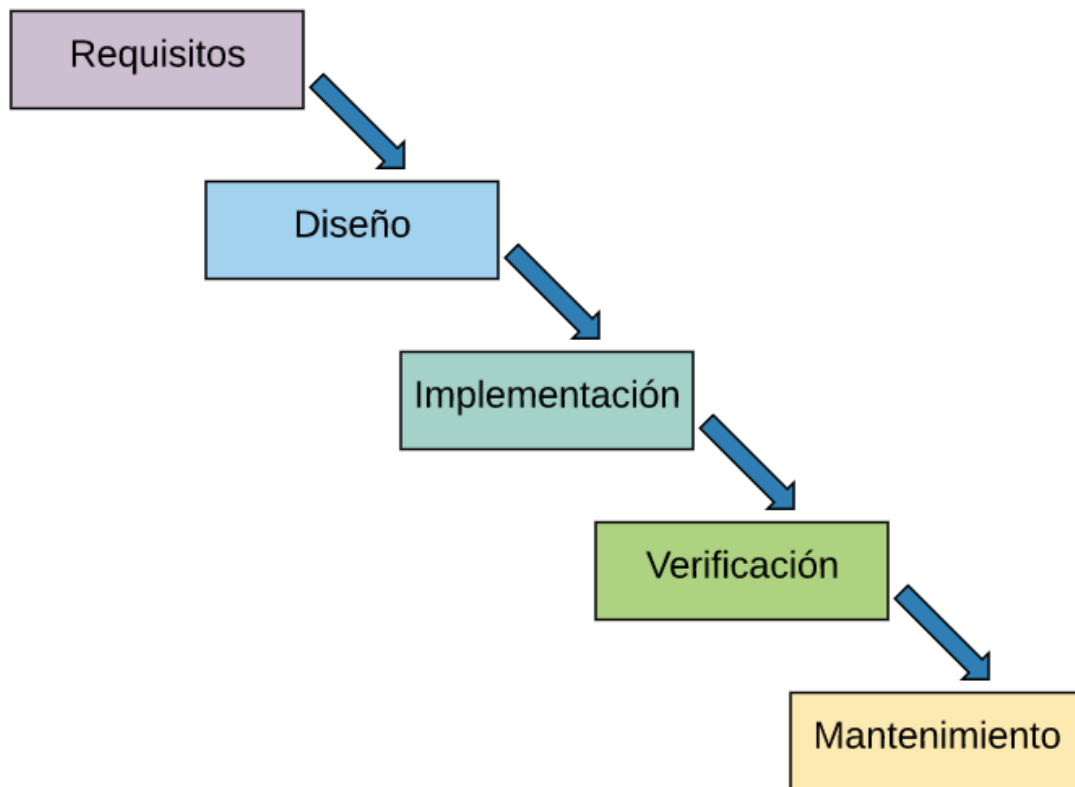 Requisitos
Diseño
Implementación
Verificación
Mantenimiento